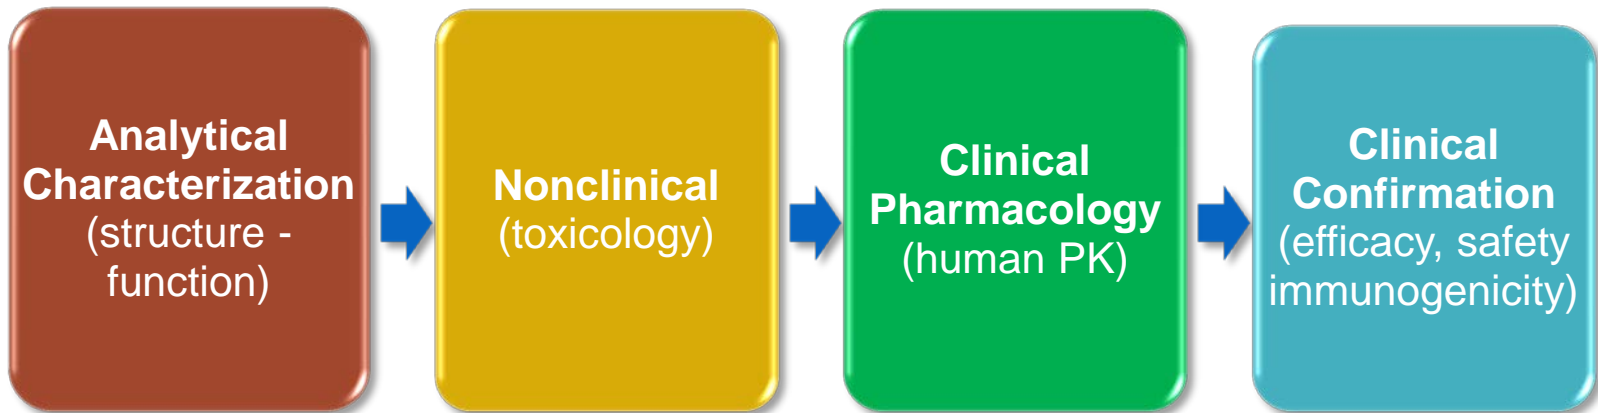 Analytical
Characterization
(structure -
function)
Nonclinical
(toxicology)
Clinical
Pharmacology
(human PK)
Clinical
Confirmation
(efficacy, safety
immunogenicity)